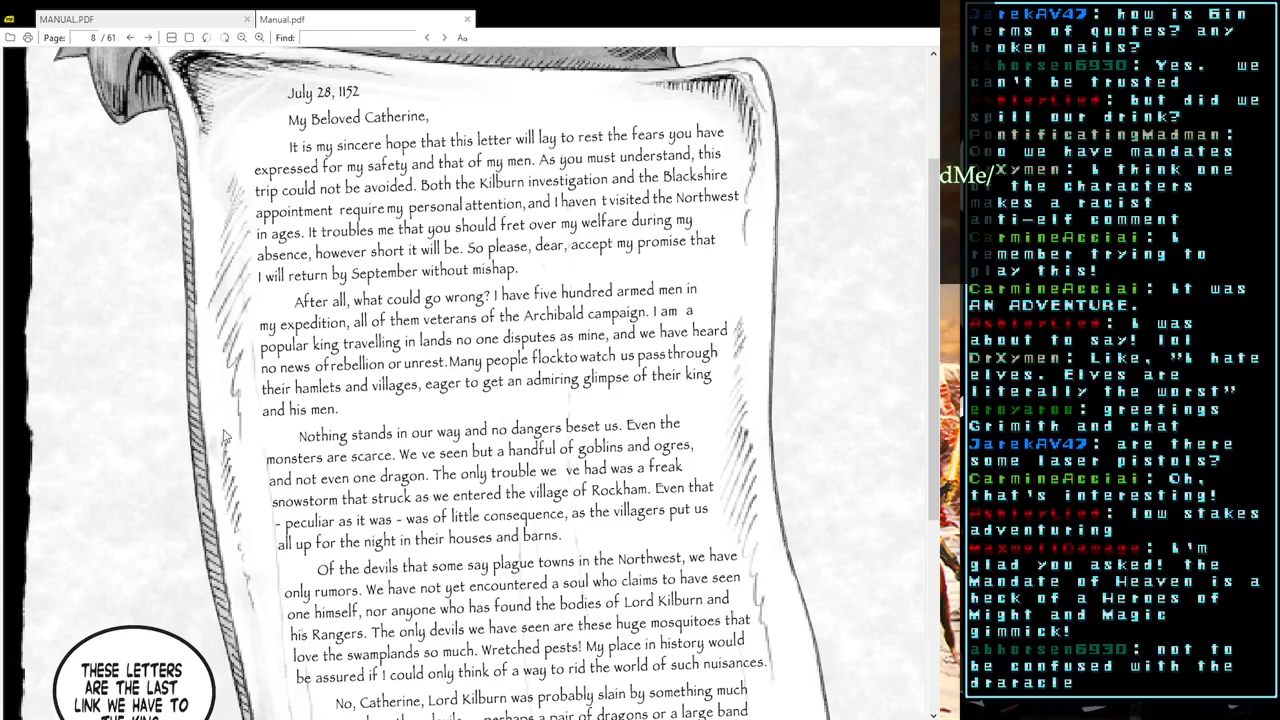 MANUAL.PDF
Manual.pdf
Page: 8 / 61
Find:
July 28, 1152
My Beloved Catherine,
It is my sincere hope that this letter will lay to rest the fears you have
expressed for my safety and that of my men. As you must understand, this
trip could not be avoided. Both the Kilburn investigation and the Blackshire
appointment require my personal attention, and I haven t visited the Northwest
in ages. It troubles me that you should fret over my welfare during my
absence, however short it will be. So please, dear, accept my promise that
I will return by September without mishap.
After all, what could go wrong? I have five hundred armed men in
my expedition, all of them veterans of the Archibald campaign. I am a
popular king travelling in lands no one disputes as mine, and we have heard
no news of rebellion or unrest. Many people flock to watch us pass through
their hamlets and villages, eager to get an admiring glimpse of their king
and his men.
Nothing stands in our way and no dangers beset us. Even the
monsters are scarce. We ve seen but a handful of goblins and ogres,
and not even one dragon. The only trouble we ve had was a freak
snowstorm that struck as we entered the village of Rockham. Even that
- peculiar as it was - was of little consequence, as the villagers put us
all up for the night in their houses and barns.
Of the devils that some say plague towns in the Northwest, we have
only rumors. We have not yet encountered a soul who claims to have seen
one himself, nor anyone who has found the bodies of Lord Kilburn and
his Rangers. The only devils we have seen are these huge mosquitoes that
love the swamplands so much. Wretched pests! My place in history would
be assured if I could only think of a way to rid the world of such nuisances.
No, Catherine, Lord Kilburn was probably slain by something much
perhaps a pair of dragons or a large band
THESE LETTERS
ARE THE LAST
LINK WE HAVE TO
THE KING
dMe/
JarekAV47: how is 6in
terms of quotes? any
broken nails?
abhorsen6930: Yes. we
can't be trusted
AshleyLied: but did we
spill our drink?
PontificatingMadman:
Ooo we have mandates
DrXymen: I think one
of the characters
makes a racist
anti-elf comment
CarmineAcciai: I
remember trying to
play this!
CarmineAcciai: It was
AN ADVENTURE.
AshleyLied: I was
about to say! lol
DrXymen: Like, "I hate
elves. Elves are
literally the worst"
eroyarou: greetings
Grimith and chat
JarekAV47: are there
some laser pistols?
CarmineAcciai: Oh,
that's interesting!
AshleyLied: low stakes
adventuring
MaxwellDamage: I'm
glad you asked! the
Mandate of Heaven is a
heck of a Heroes of
Might and Magic
gimmick!
abhorsen6930: not to
be confused with the
draracle